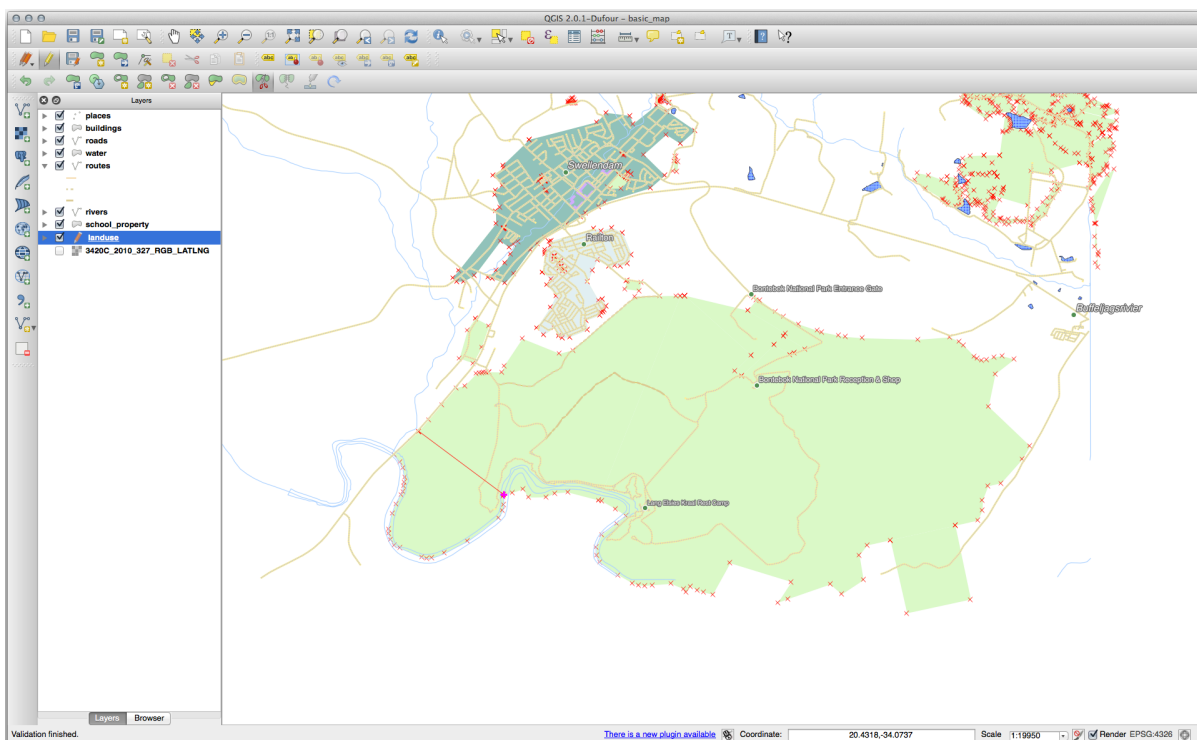 QGIS 2.0.1-Dufour - basic_map
Layers
places
buildings
roads
water
routes
rivers
school_property
landuse
3420C_2010_327_RGB_LATLNG
Swellendam
Railton
Bontebok National Park Entrance Gate
Buffeljagsrivier
Bontebok National Park Reception & Shop
Lang Elsies Kraal Rest Camp
Layers
Browser
Validation finished.
There is a new plugin available
Coordinate:
20.4318,-34.0737
Scale
1:19950
Render
EPSG:4326